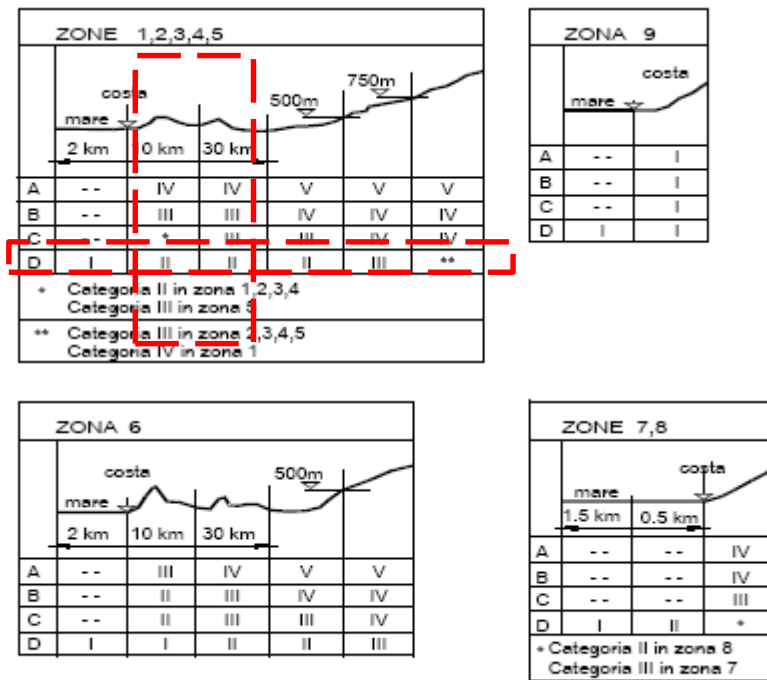 ZONE 1,2,3,4,5
costa
500m
750m
mare
2 km 10 km 30 km
A -- IV IV V V V
B -- III III IV IV IV
C -- * III III IV IV
D I II II II III **
* Categoria II in zona 1,2,3,4
Categoria III in zona 5
** Categoria III in zona 2,3,4,5
Categoria IV in zona 1
ZONA 9
costa
mare
A -- I
B -- I
C -- I
D I I
ZONA 6
costa
500m
mare
2 km 10 km 30 km
A -- III IV V V
B -- II III IV IV
C -- II III III IV
D I I II II III
ZONE 7,8
costa
mare
1.5 km 0.5 km
A -- -- IV
B -- -- IV
C -- -- III
D I II *
* Categoria II in zona 8
Categoria III in zona 7